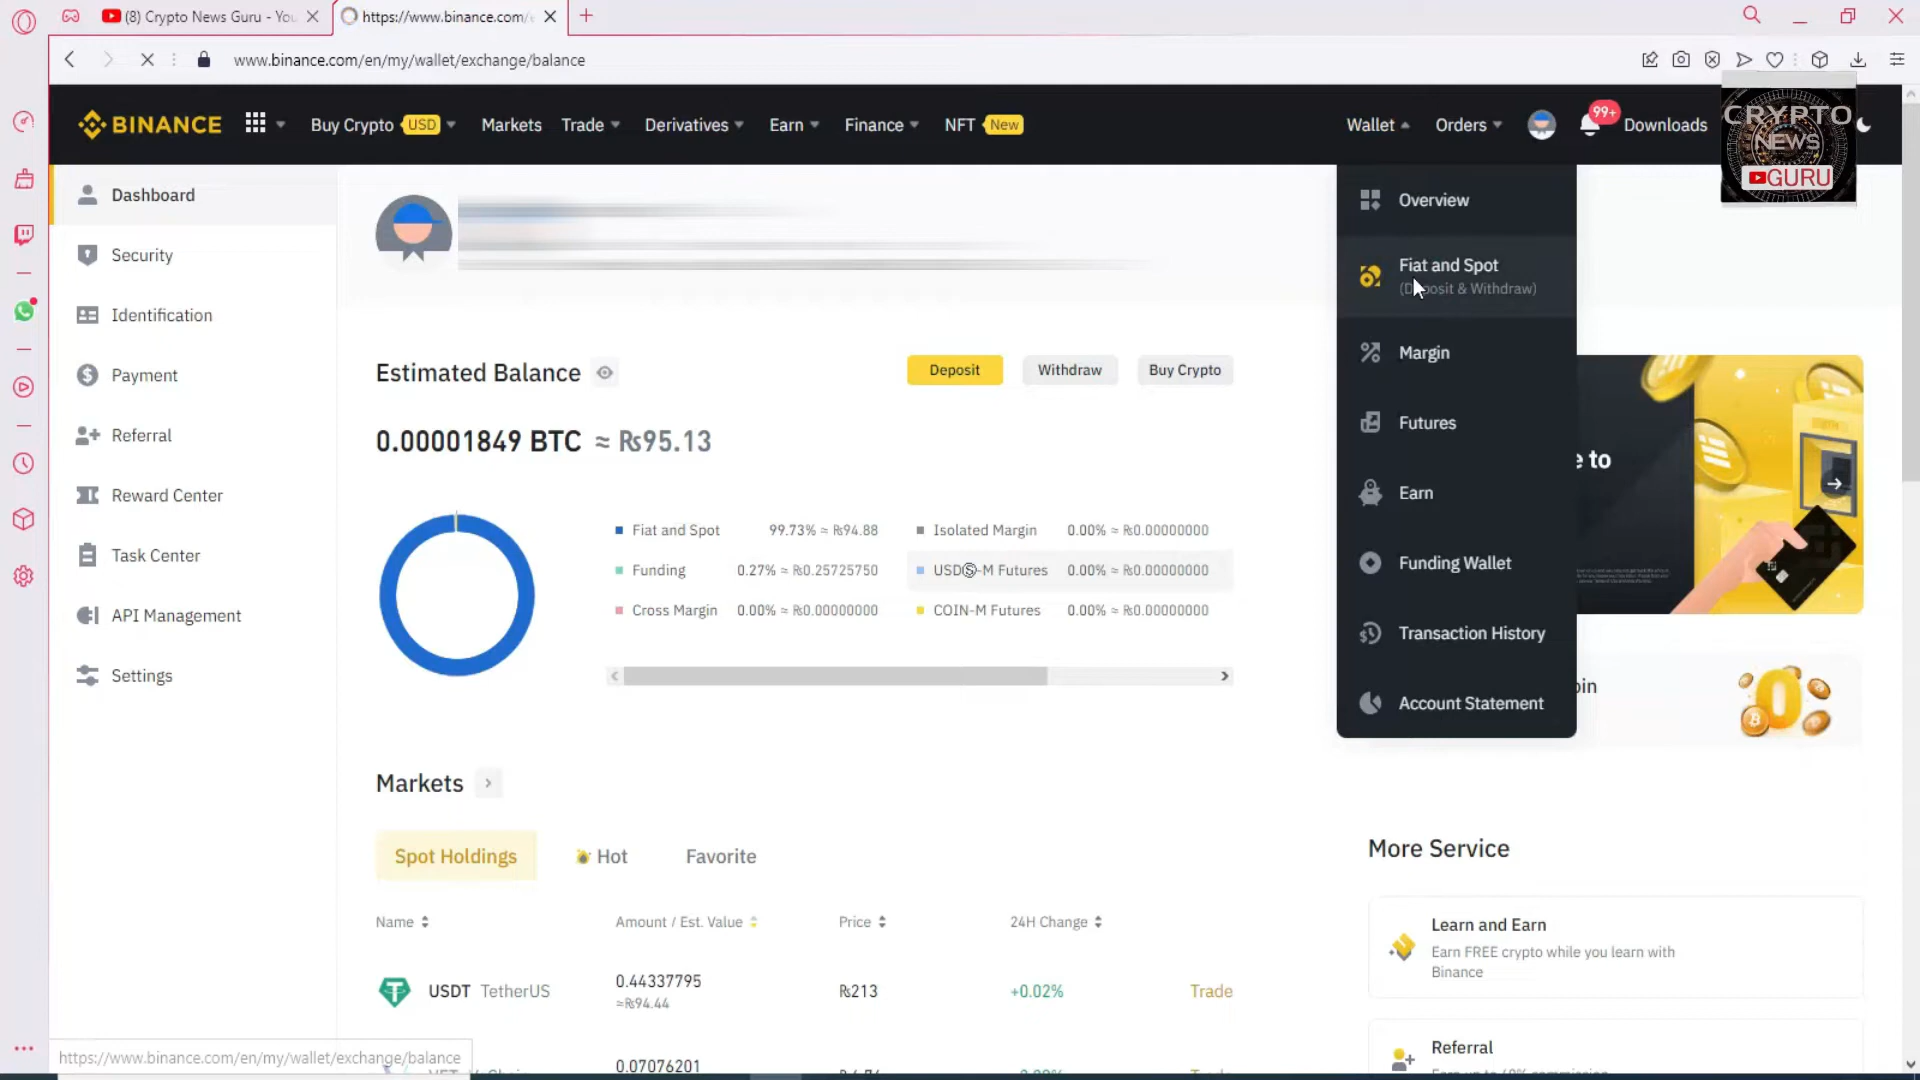 (8) Crypto News Guru - You
https://www.binance.com/e
www.binance.com/en/my/wallet/exchange/balance
BINANCE
Buy Crypto USD
Markets
Trade
Derivatives
Earn
Finance
NFT New
Wallet
Orders
99+
Downloads
CRYPTO
NEWS
GURU
Dashboard
Security
Identification
Payment
Referral
Reward Center
Task Center
API Management
Settings
Overview
Fiat and Spot
(Deposit & Withdraw)
Margin
Futures
Earn
Funding Wallet
Transaction History
Account Statement
Estimated Balance
Deposit
Withdraw
Buy Crypto
0.00001849 BTC ≈ ₨95.13
Fiat and Spot 99.73% ≈ ₨94.88
Isolated Margin 0.00% ≈ ₨0.00000000
Funding 0.27% ≈ ₨0.25725750
USDⓈ-M Futures 0.00% ≈ ₨0.00000000
Cross Margin 0.00% ≈ ₨0.00000000
COIN-M Futures 0.00% ≈ ₨0.00000000
e to
oin
Markets
Spot Holdings
Hot
Favorite
Name
Amount / Est. Value
Price
24H Change
USDT TetherUS
0.44337795
≈₨94.44
₨213
+0.02%
Trade
0.07076201
More Service
Learn and Earn
Earn FREE crypto while you learn with
Binance
Referral
https://www.binance.com/en/my/wallet/exchange/balance